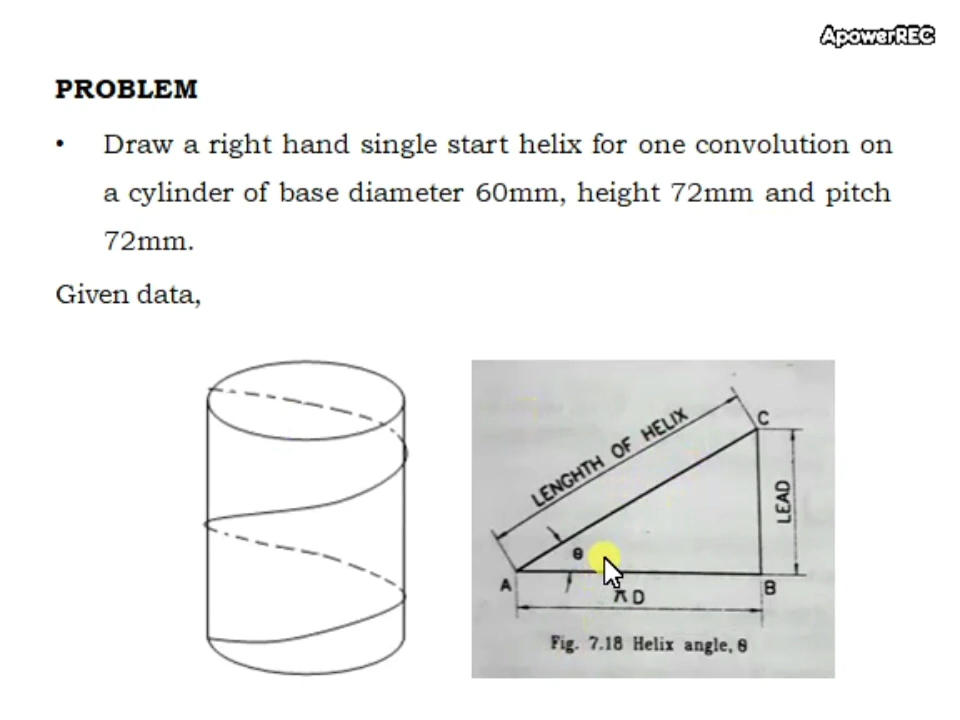 ApowerREC
PROBLEM
• Draw a right hand single start helix for one convolution on
a cylinder of base diameter 60mm, height 72mm and pitch
72mm.
Given data,
LENGHTH OF HELIX
C
LEAD
θ
A
πD
B
Fig. 7.18 Helix angle, θ